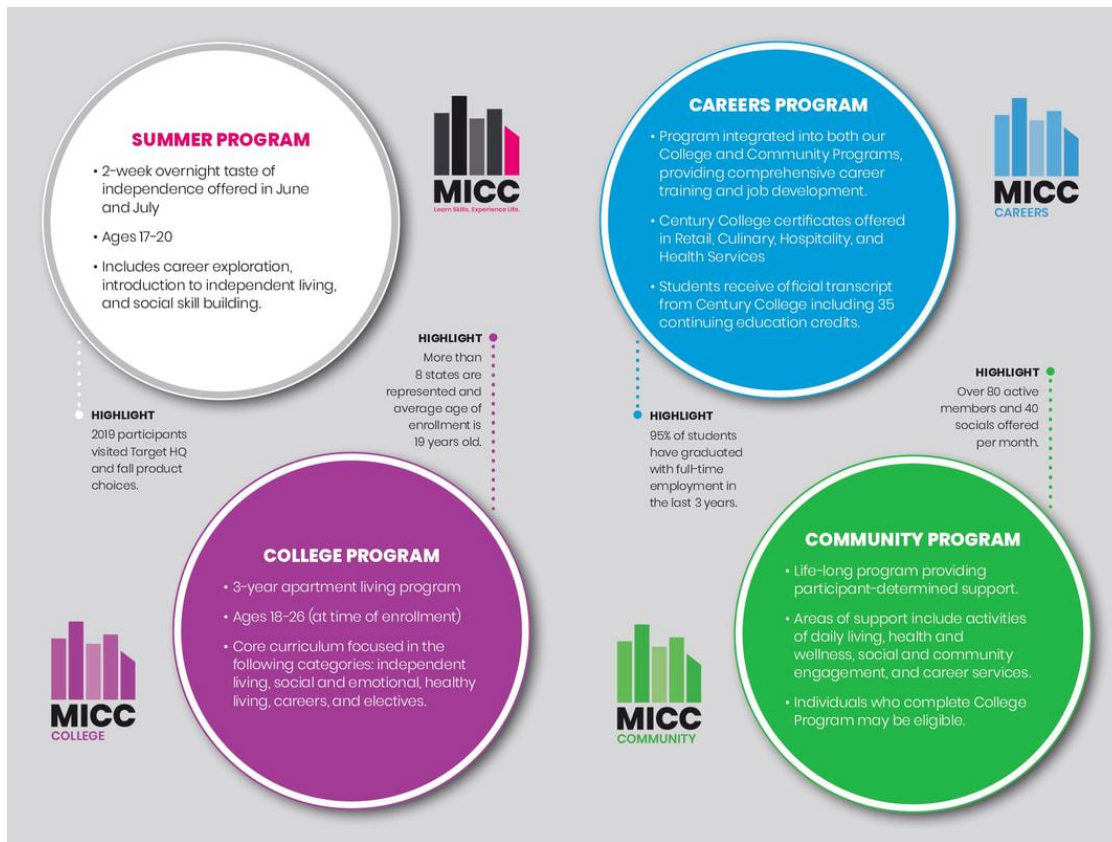 SUMMER PROGRAM
• 2-week overnight taste of
independence offered in June
and July
• Ages 17-20
• Includes career exploration,
introduction to independent living,
and social skill building.
MICC
Learn Skills. Experience Life.
HIGHLIGHT
2019 participants
visited Target HQ
and fall product
choices.
HIGHLIGHT
More than
8 states are
represented and
average age of
enrollment is
19 years old.
COLLEGE PROGRAM
• 3-year apartment living program
• Ages 18-26 (at time of enrollment)
• Core curriculum focused in the
following categories: independent
living, social and emotional, healthy
living, careers, and electives.
MICC
COLLEGE
CAREERS PROGRAM
• Program integrated into both our
College and Community Programs,
providing comprehensive career
training and job development.
• Century College certificates offered
in Retail, Culinary, Hospitality, and
Health Services
• Students receive official transcript
from Century College including 35
continuing education credits.
MICC
CAREERS
HIGHLIGHT
95% of students
have graduated
with full-time
employment in
the last 3 years.
HIGHLIGHT
Over 80 active
members and 40
socials offered
per month.
COMMUNITY PROGRAM
• Life-long program providing
participant-determined support.
• Areas of support include activities
of daily living, health and
wellness, social and community
engagement, and career services.
• Individuals who complete College
Program may be eligible.
MICC
COMMUNITY